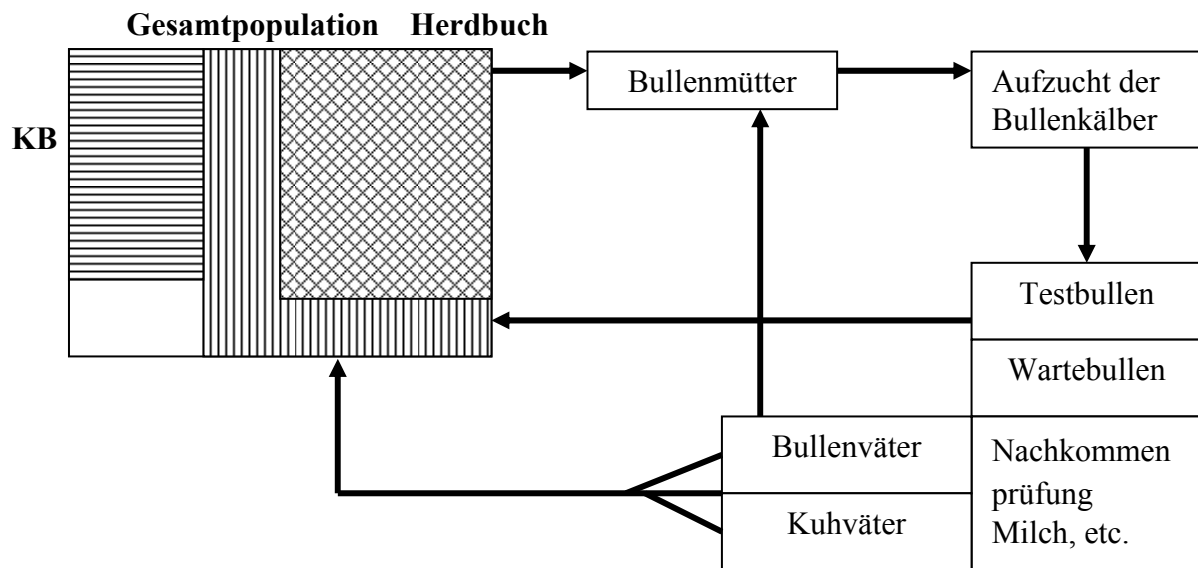 Gesamtpopulation Herdbuch
KB
Bullenmütter
Aufzucht der
Bullenkälber
Testbullen
Wartebullen
Bullenväter
Kuhväter
Nachkommen
prüfung
Milch, etc.